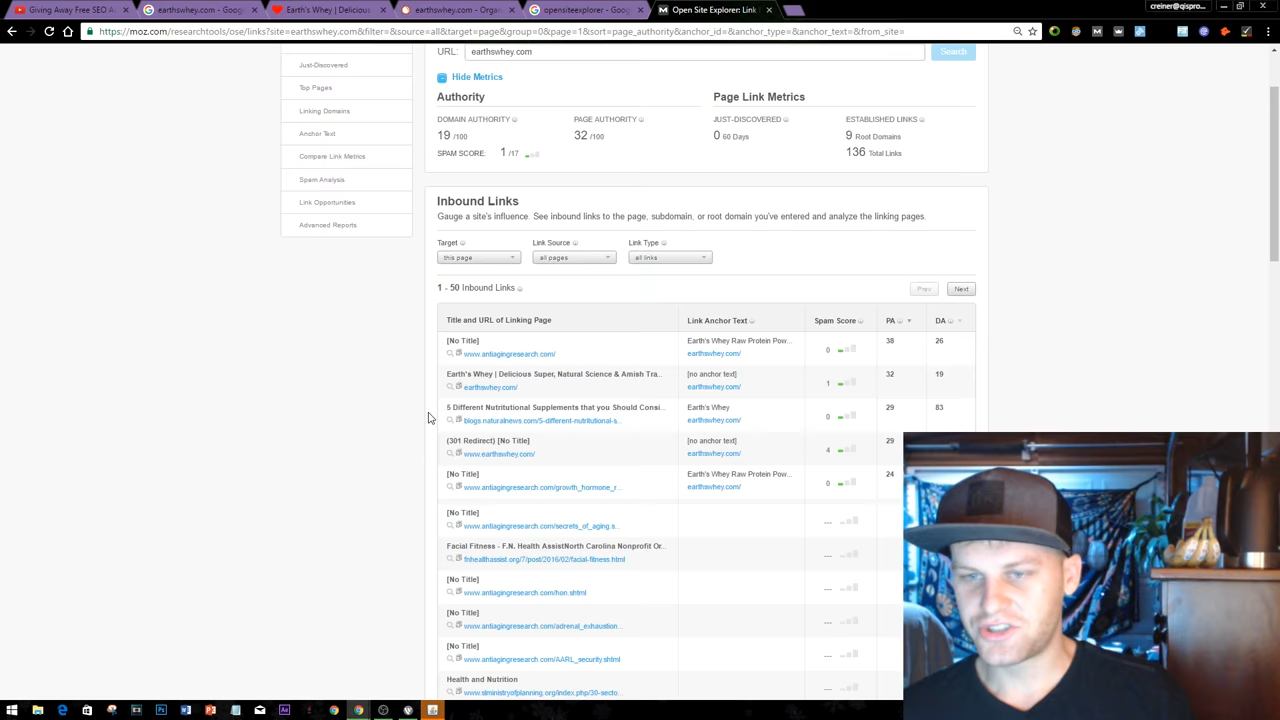 Giving Away Free SEO A
earthswhey.com - Goog
Earth's Whey | Delicious
earthswhey.com - Organ
opensiteexplorer - Goog
Open Site Explorer: Link
creiner@qispro...
https://moz.com/researchtools/ose/links?site=earthswhey.com&filter=&source=all&target=page&group=0&page=1&sort=page_authority&anchor_id=&anchor_type=&anchor_text=&from_site=
URL: earthswhey.com Search
Just-Discovered
Top Pages
Linking Domains
Anchor Text
Compare Link Metrics
Spam Analysis
Link Opportunities
Advanced Reports
Hide Metrics
Authority
Page Link Metrics
DOMAIN AUTHORITY PAGE AUTHORITY JUST-DISCOVERED ESTABLISHED LINKS
19 /100 32 /100 0 60 Days 9 Root Domains
SPAM SCORE: 1 /17 136 Total Links
Inbound Links
Gauge a site's influence. See inbound links to the page, subdomain, or root domain you've entered and analyze the linking pages.
Target Link Source Link Type
this page all pages all links
1 - 50 Inbound Links Prev Next
Title and URL of Linking Page Link Anchor Text Spam Score PA DA
[No Title] Earth's Whey Raw Protein Pow... 38 26
www.antiagingresearch.com/ earthswhey.com/ 0
Earth's Whey | Delicious Super, Natural Science & Amish Tra... [no anchor text] 32 19
earthswhey.com/ earthswhey.com/ 1
5 Different Nutritutional Supplements that you Should Consi... Earth's Whey 29 83
blogs.naturalnews.com/5-different-nutritutional-s... earthswhey.com/ 0
(301 Redirect) [No Title] [no anchor text] 29
www.earthswhey.com/ earthswhey.com/ 4
[No Title] Earth's Whey Raw Protein Pow... 24
www.antiagingresearch.com/growth_hormone_r... earthswhey.com/ 0
[No Title]
www.antiagingresearch.com/secrets_of_aging.s... ---
Facial Fitness - F.N. Health AssistNorth Carolina Nonprofit Or...
fnhealthassist.org/7/post/2016/02/facial-fitness.html ---
[No Title]
www.antiagingresearch.com/hon.shtml ---
[No Title]
www.antiagingresearch.com/adrenal_exhaustion... ---
[No Title]
www.antiagingresearch.com/AARL_security.shtml ---
Health and Nutrition
www.slministryofplanning.org/index.php/30-secto... ---